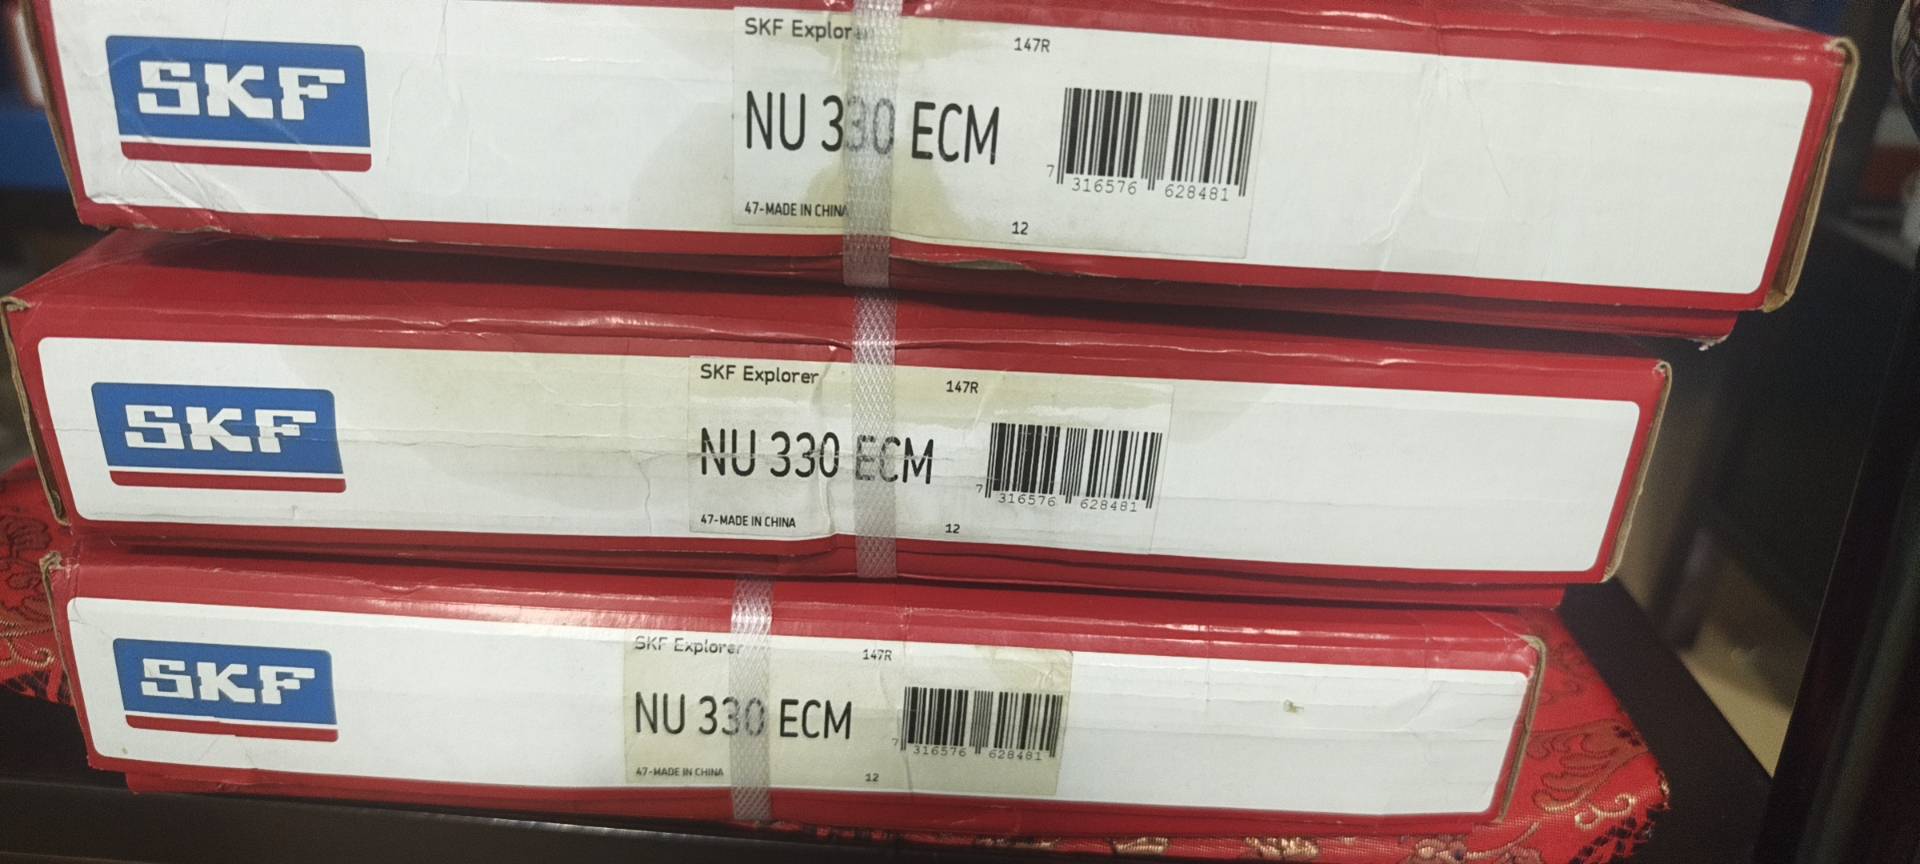 SKF
SKF Explorer
147R
NU 330 ECM
7 316576 628481
47-MADE IN CHINA
12
SKF
SKF Explorer
147R
NU 330 ECM
7 316576 628481
47-MADE IN CHINA
12
SKF
SKF Explorer
147R
NU 330 ECM
7 316576 628481
47-MADE IN CHINA
12